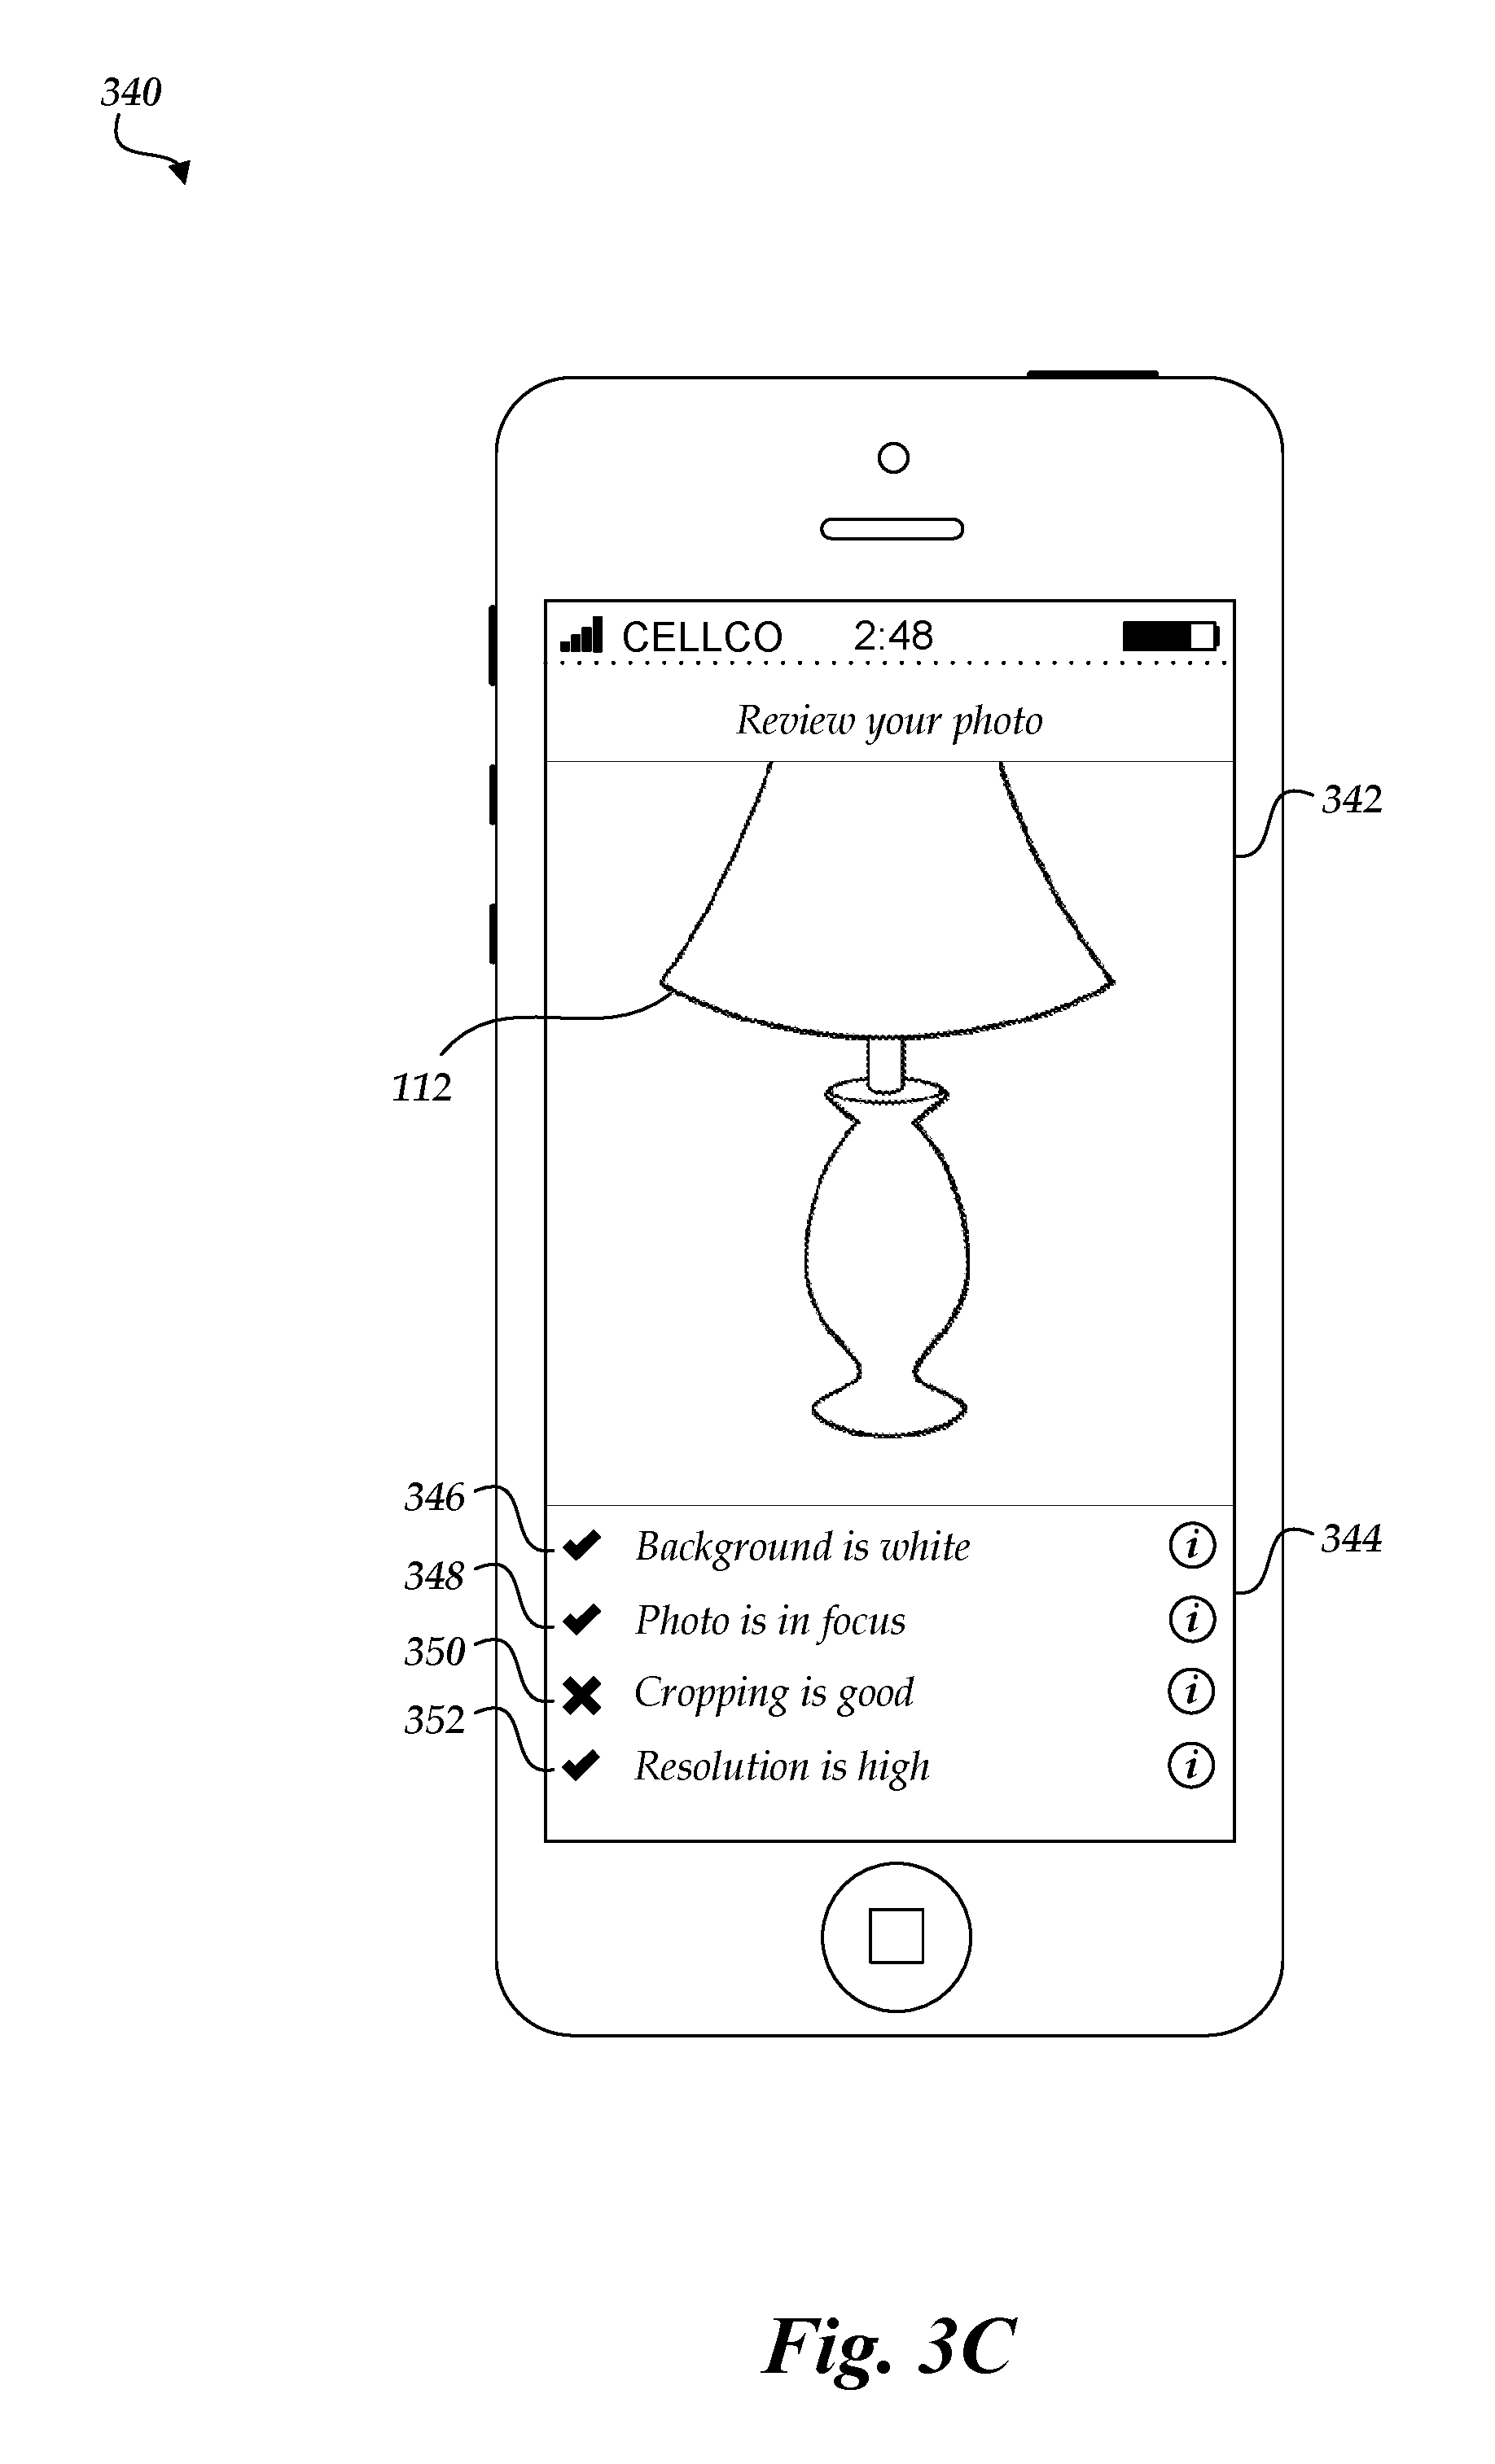 340
CELLCO 2:48
Review your photo
342
112
346
Background is white i
344
348
Photo is in focus i
350
Cropping is good i
352
Resolution is high i
Fig. 3C